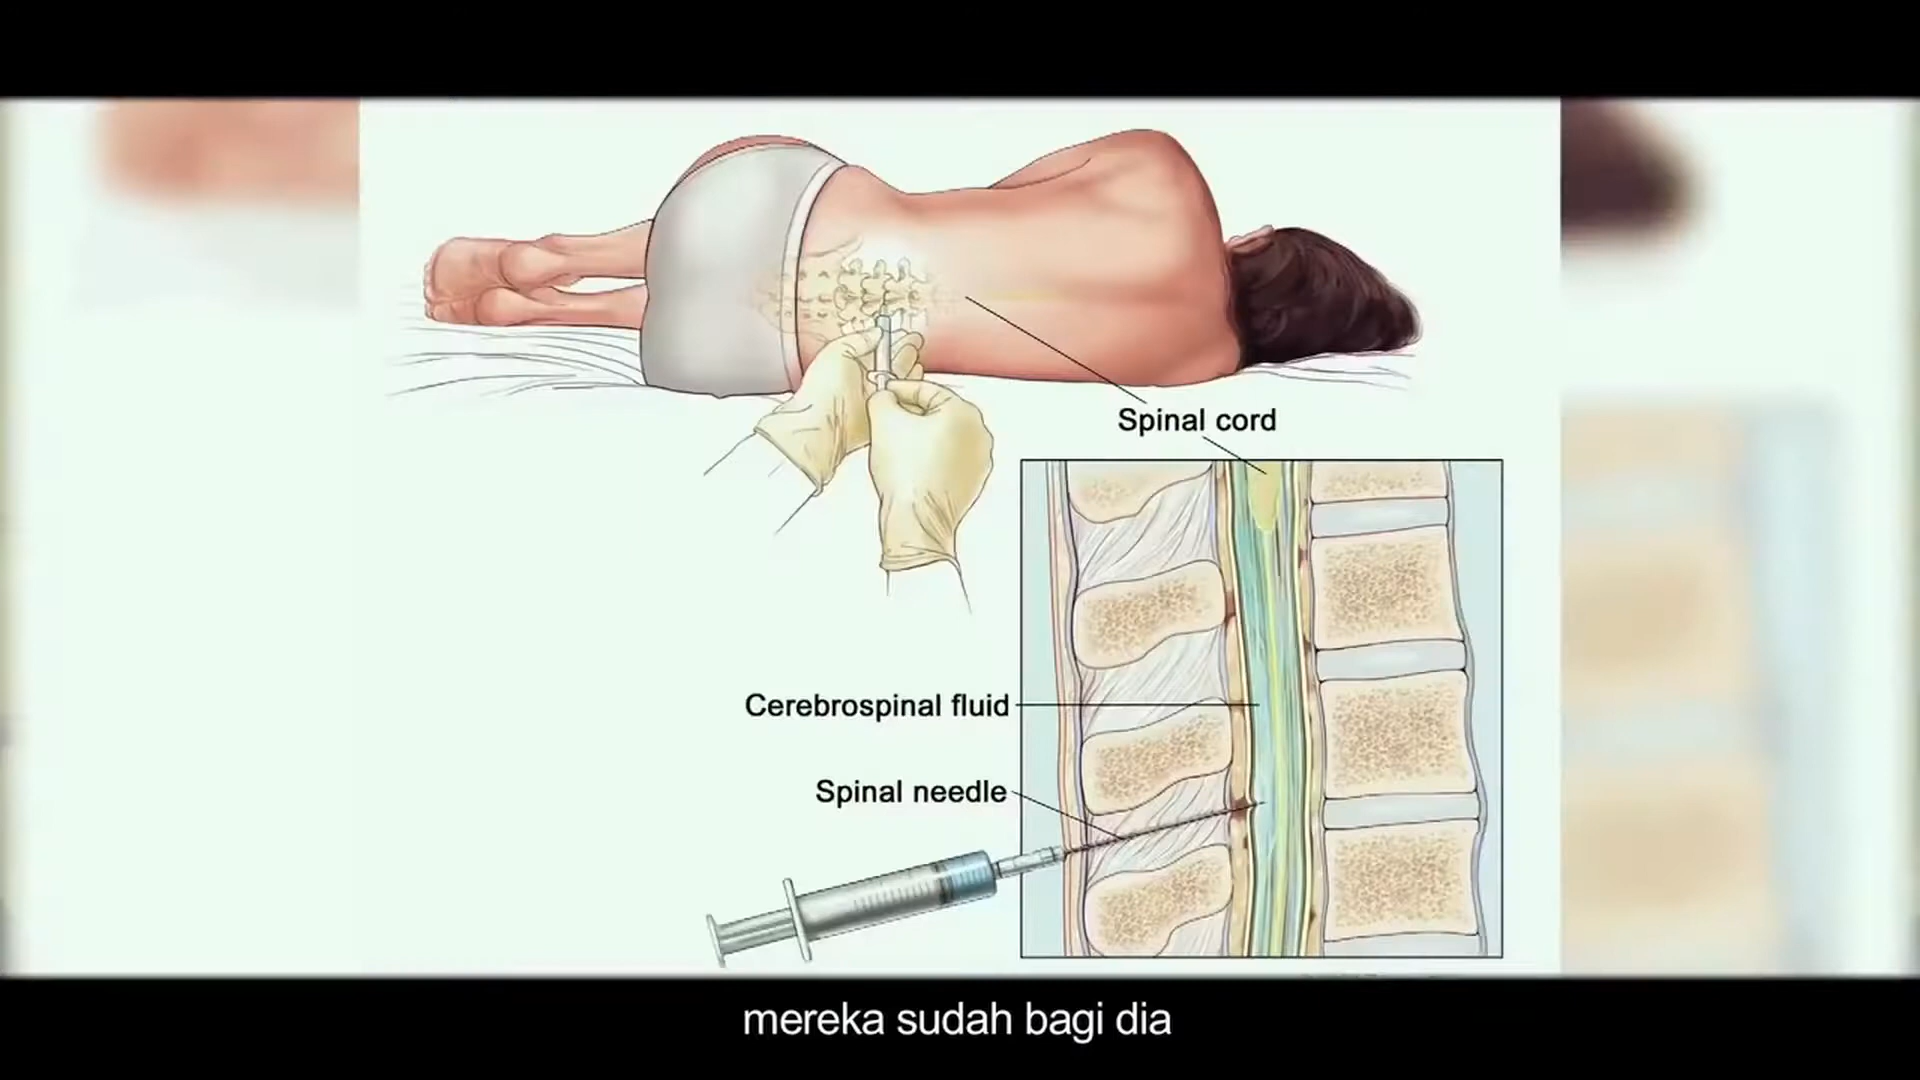 Spinal cord
Cerebrospinal fluid
Spinal needle
mereka sudah bagi dia